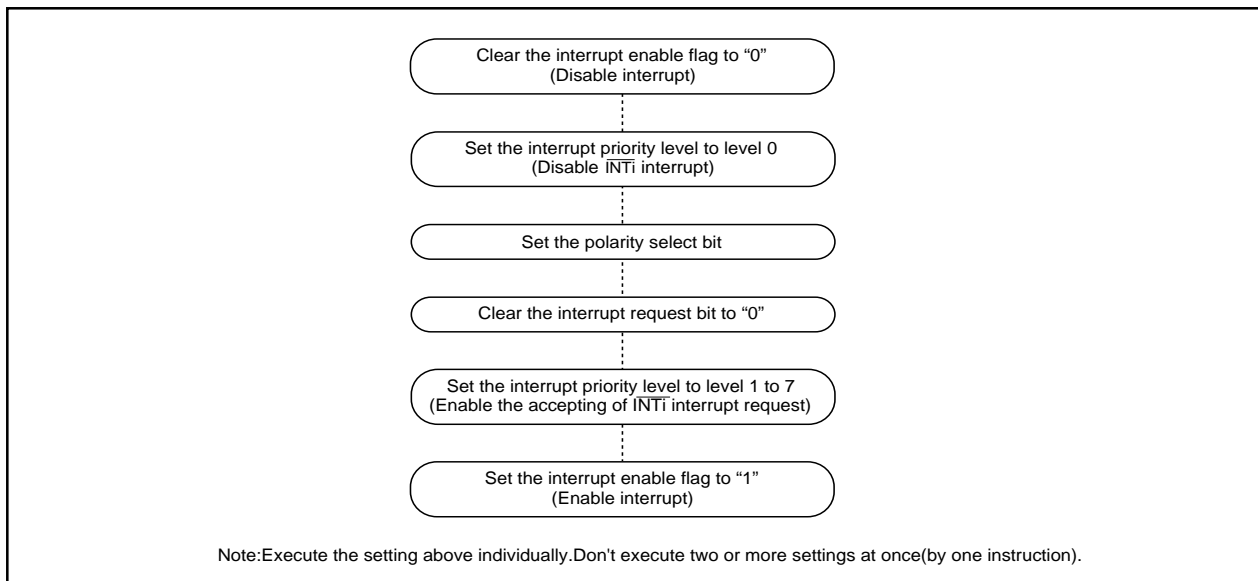 Clear the interrupt enable flag to “0”
(Disable interrupt)
Set the interrupt priority level to level 0
(Disable INTi interrupt)
Set the polarity select bit
Clear the interrupt request bit to “0”
Set the interrupt priority level to level 1 to 7
(Enable the accepting of INTi interrupt request)
Set the interrupt enable flag to “1”
(Enable interrupt)
Note:Execute the setting above individually.Don't execute two or more settings at once(by one instruction).